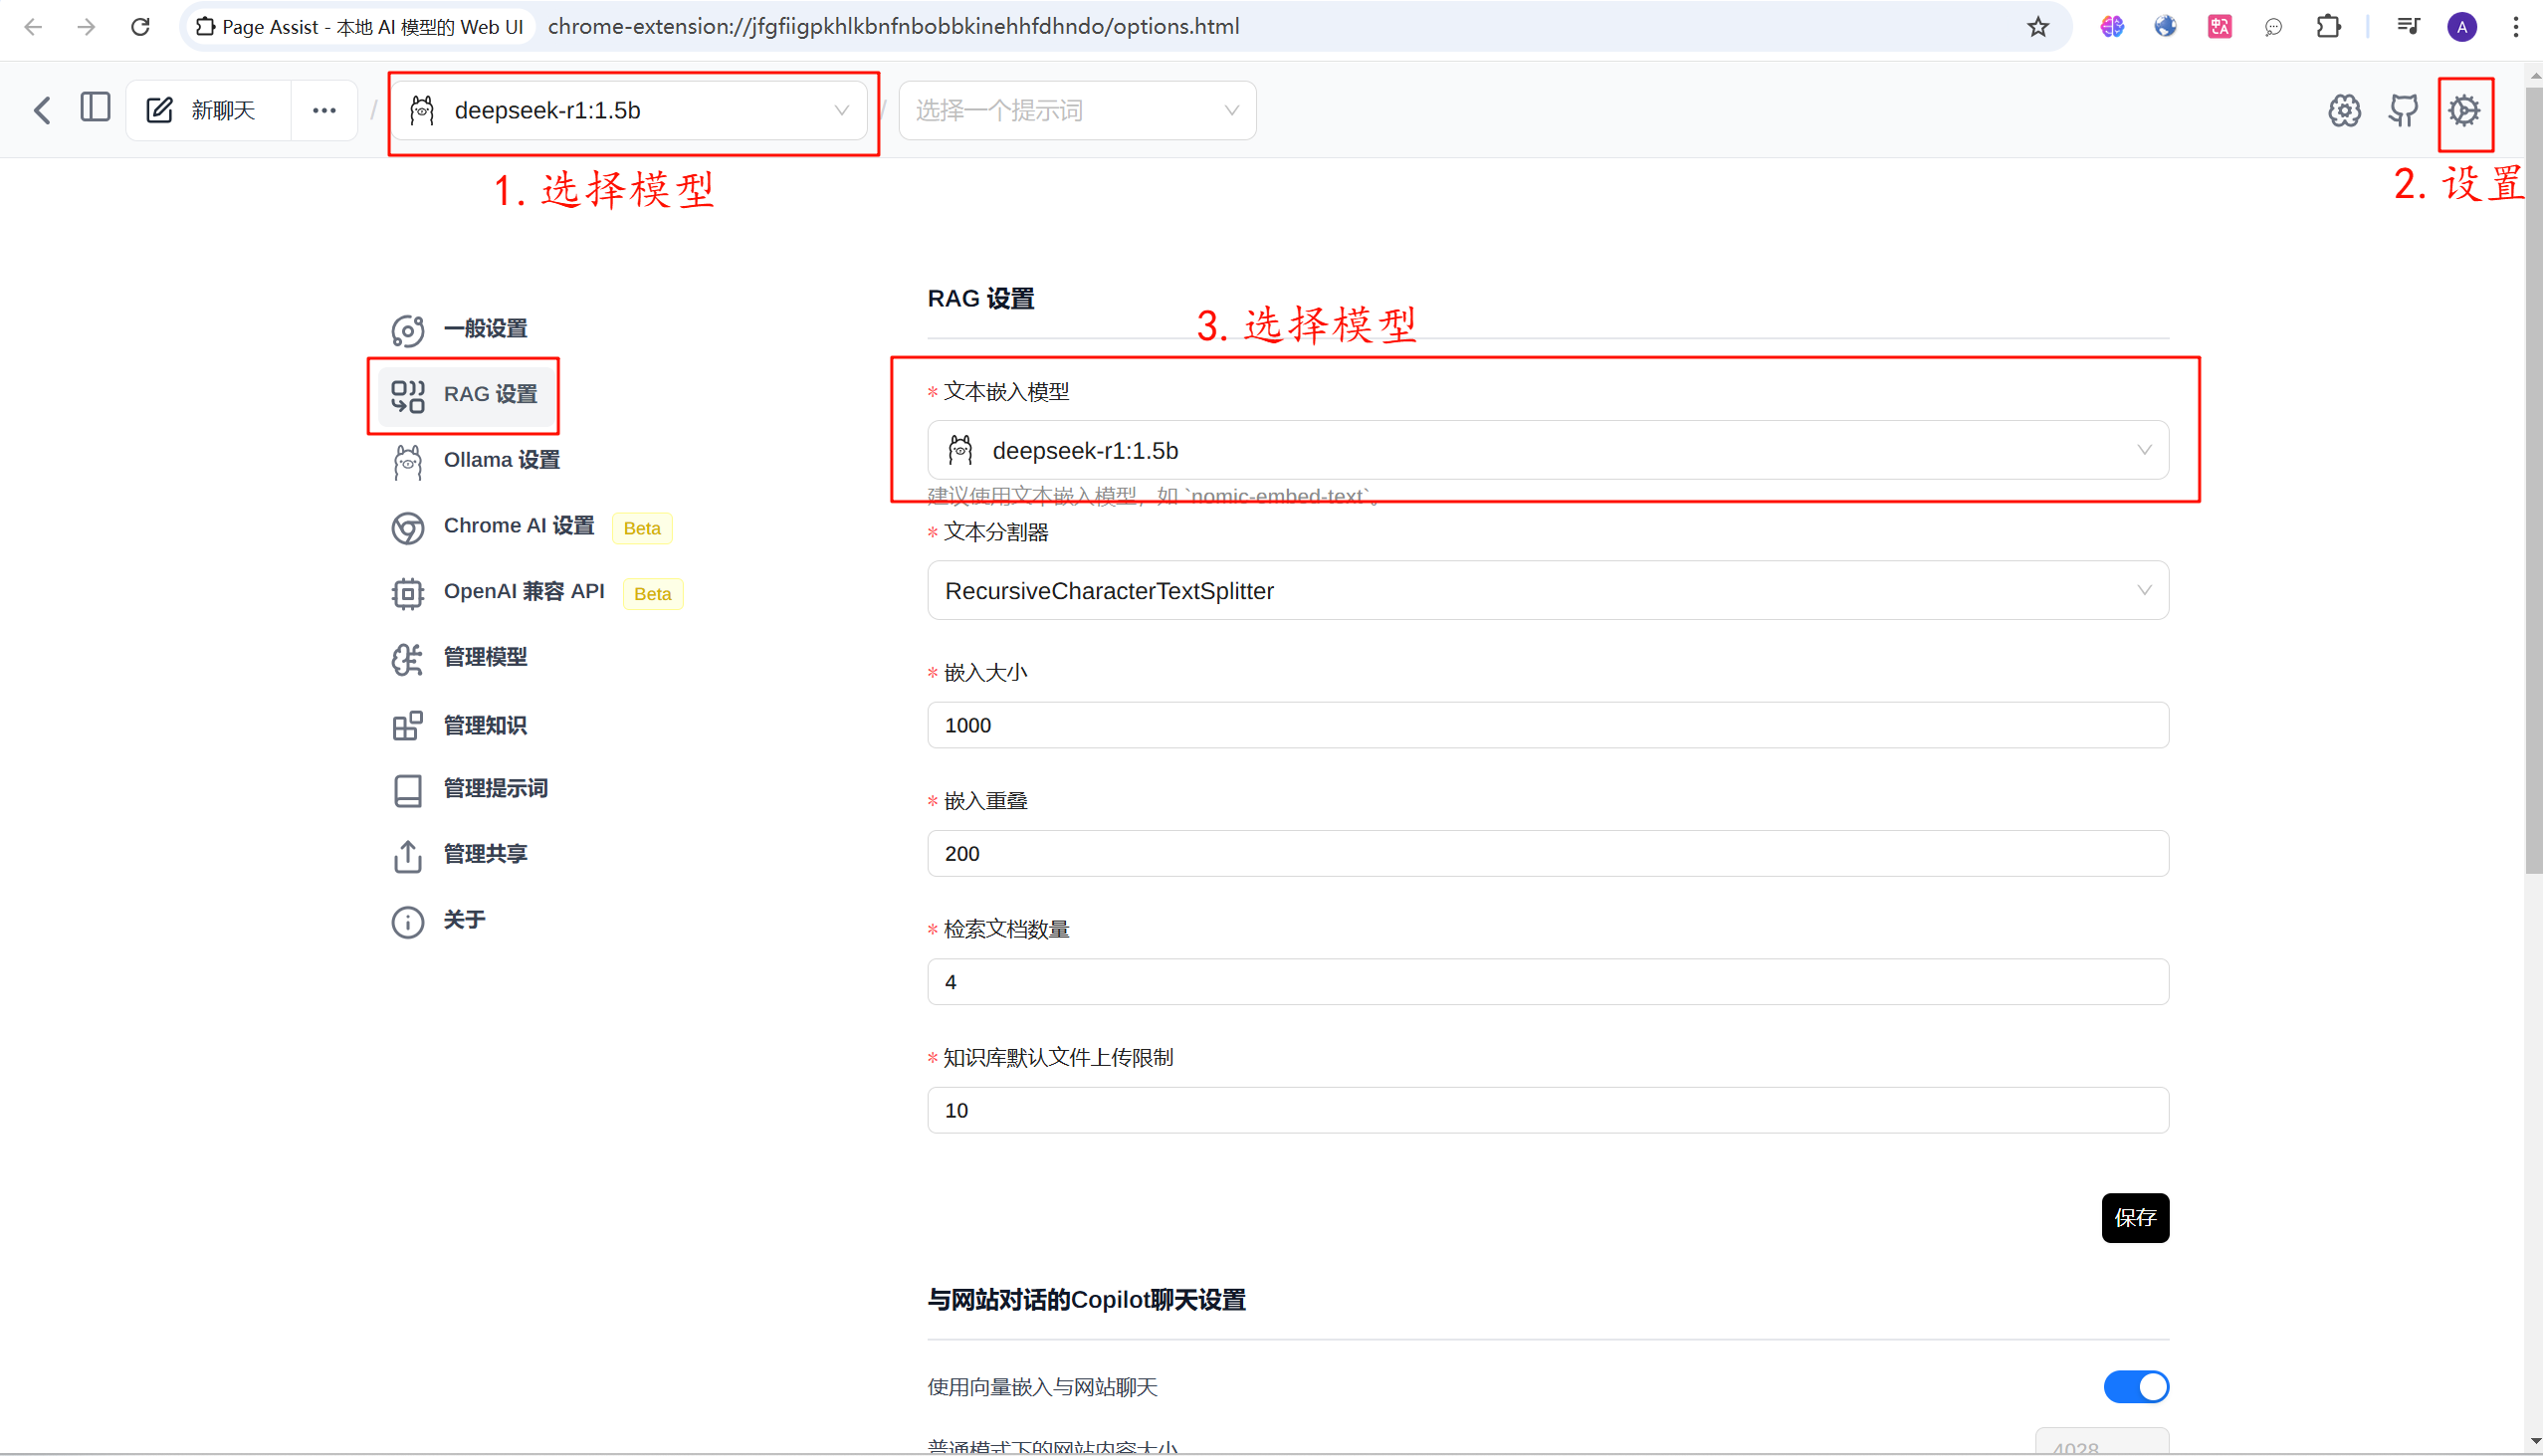 Page Assist - 本地 AI 模型的 Web UI
chrome-extension://jfgfiigpkhlkbnfnbobbkinehhfdhndo/options.html
A
新聊天
deepseek-r1:1.5b
选择一个提示词
1. 选择模型
2. 设置
一般设置
RAG 设置
Ollama 设置
Chrome AI 设置 Beta
OpenAI 兼容 API Beta
管理模型
管理知识
管理提示词
管理共享
关于
RAG 设置
3. 选择模型
* 文本嵌入模型
deepseek-r1:1.5b
建议使用文本嵌入模型，如 `nomic-embed-text`。
* 文本分割器
RecursiveCharacterTextSplitter
* 嵌入大小
1000
* 嵌入重叠
200
* 检索文档数量
4
* 知识库默认文件上传限制
10
保存
与网站对话的Copilot聊天设置
使用向量嵌入与网站聊天
普通模式下的网站内容大小
4028